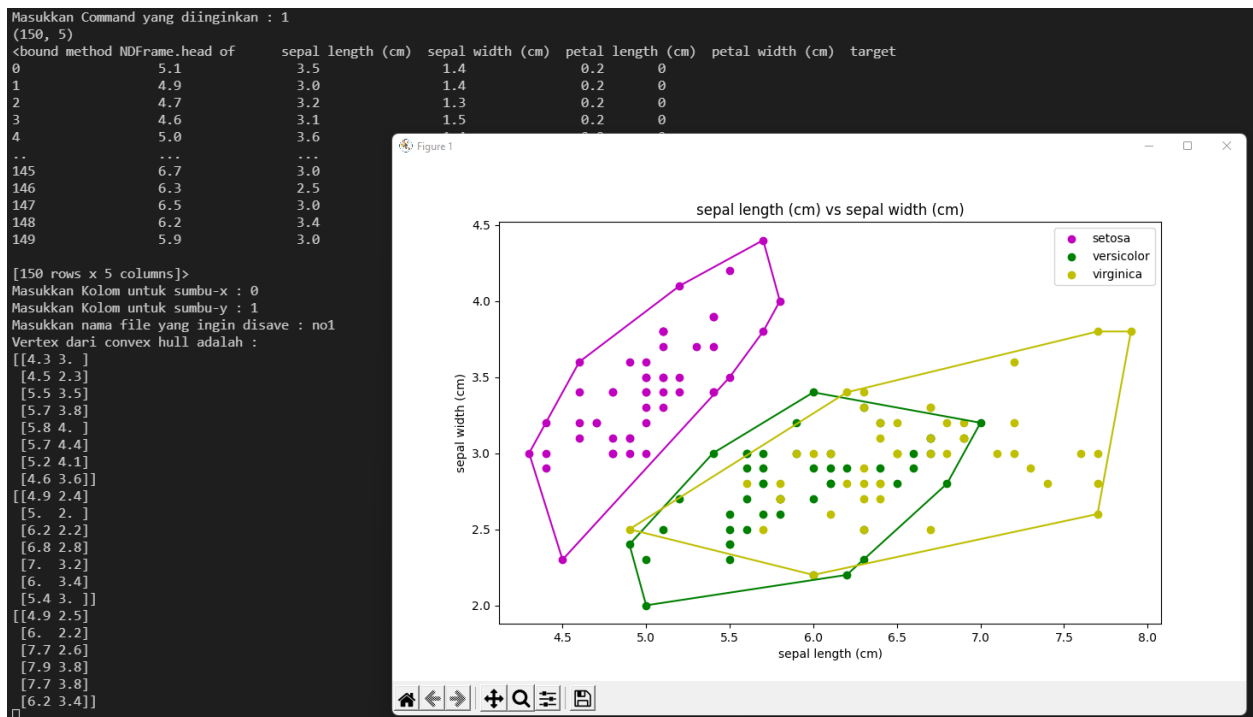 Masukkan Command yang diinginkan : 1
(150, 5)
<bound method NDFrame.head of      sepal length (cm)  sepal width (cm)  petal length (cm)  petal width (cm)  target
0                  5.1               3.5                1.4               0.2       0
1                  4.9               3.0                1.4               0.2       0
2                  4.7               3.2                1.3               0.2       0
3                  4.6               3.1                1.5               0.2       0
4                  5.0               3.6
..                 ...               ...
145                6.7               3.0
146                6.3               2.5
147                6.5               3.0
148                6.2               3.4
149                5.9               3.0
[150 rows x 5 columns]>
Masukkan Kolom untuk sumbu-x : 0
Masukkan Kolom untuk sumbu-y : 1
Masukkan nama file yang ingin disave : no1
Vertex dari convex hull adalah :
[[4.3 3. ]
 [4.5 2.3]
 [5.5 3.5]
 [5.7 3.8]
 [5.8 4. ]
 [5.7 4.4]
 [5.2 4.1]
 [4.6 3.6]]
[[4.9 2.4]
 [5.  2. ]
 [6.2 2.2]
 [6.8 2.8]
 [7.  3.2]
 [6.  3.4]
 [5.4 3. ]]
[[4.9 2.5]
 [6.  2.2]
 [7.7 2.6]
 [7.9 3.8]
 [7.7 3.8]
 [6.2 3.4]]
Figure 1
sepal length (cm) vs sepal width (cm)
setosa
versicolor
virginica
sepal width (cm)
4.5
4.0
3.5
3.0
2.5
2.0
4.5 5.0 5.5 6.0 6.5 7.0 7.5 8.0
sepal length (cm)